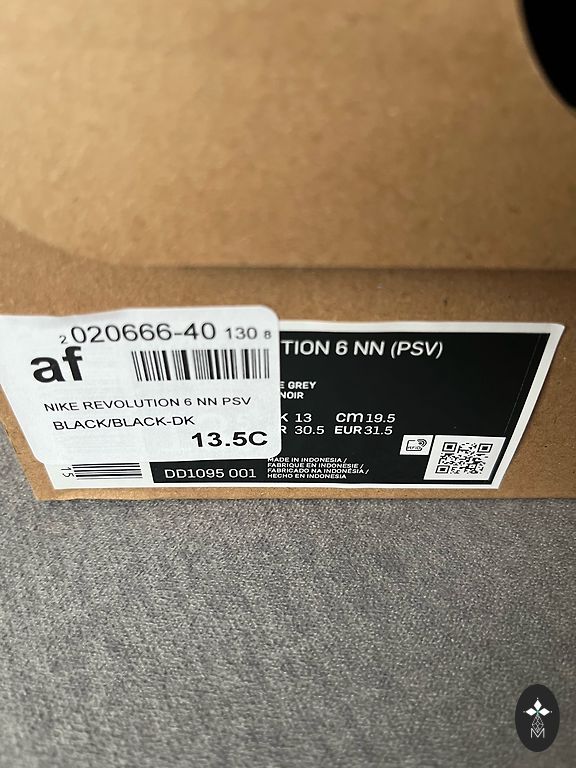 2 020666-40 130 8
af
NIKE REVOLUTION 6 NN PSV
BLACK/BLACK-DK
13.5C
15
TION 6 NN (PSV)
E GREY
NOIR
K 13 cm 19.5
R 30.5 EUR 31.5
DD1095 001
MADE IN INDONESIA /
FABRIQUE EN INDONESIE /
FABRICADO NA INDONÉSIA /
HECHO EN INDONESIA
M